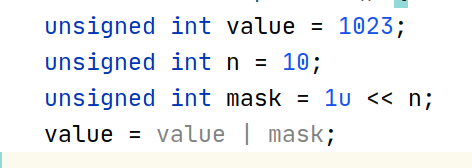 unsigned int value = 1023;
unsigned int n = 10;
unsigned int mask = 1u << n;
value = value | mask;